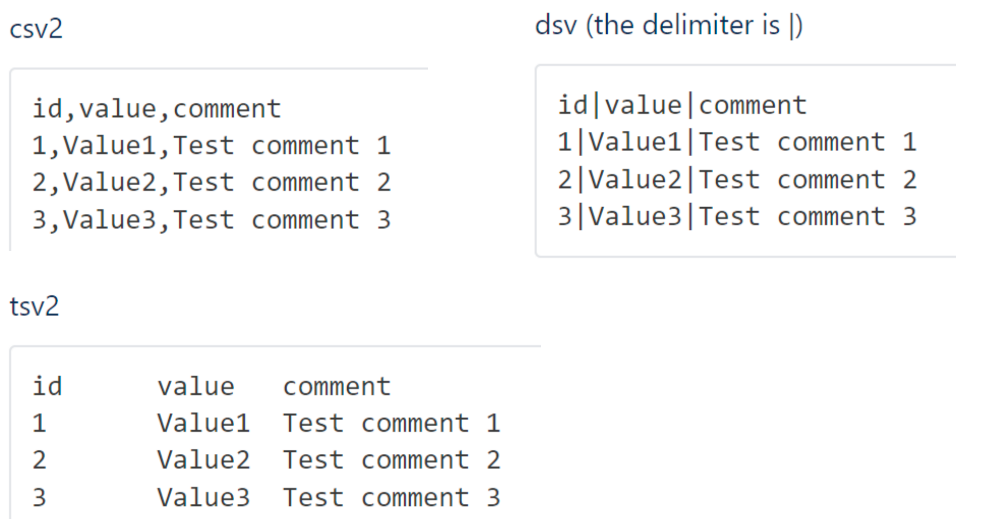 csv2
id,value,comment
1,Value1,Test comment 1
2,Value2,Test comment 2
3,Value3,Test comment 3
dsv (the delimiter is |)
id|value|comment
1|Value1|Test comment 1
2|Value2|Test comment 2
3|Value3|Test comment 3
tsv2
id	value	comment
1	Value1	Test comment 1
2	Value2	Test comment 2
3	Value3	Test comment 3